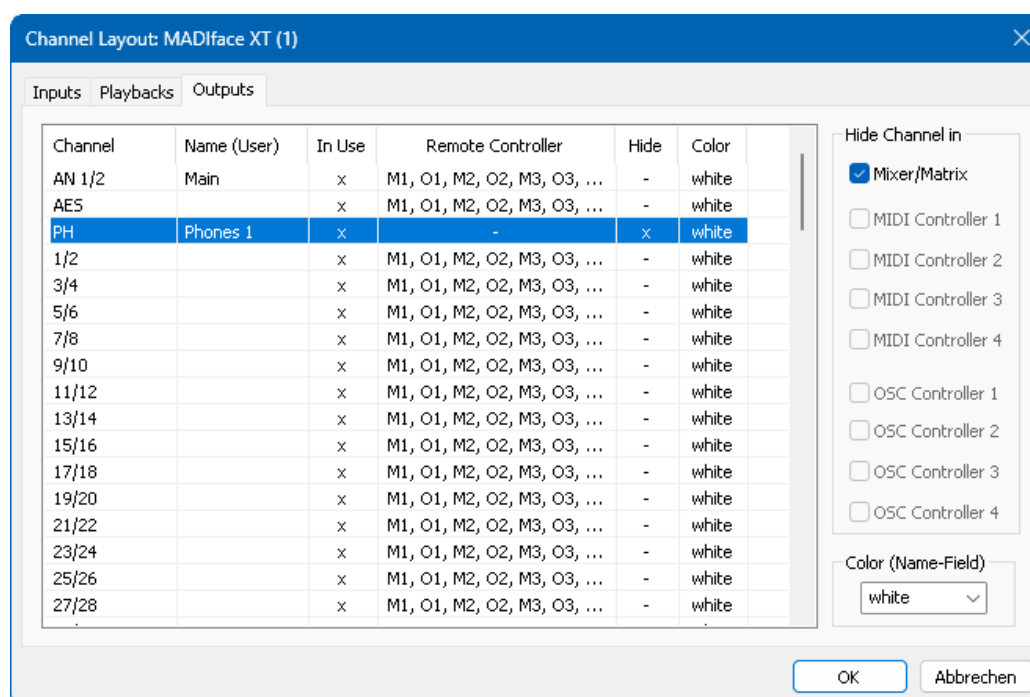 Channel Layout: MADIface XT (1)
Inputs Playbacks Outputs
Channel Name (User) In Use Remote Controller Hide Color
AN 1/2 Main x M1, O1, M2, O2, M3, O3, ... - white
AES x M1, O1, M2, O2, M3, O3, ... - white
PH Phones 1 x - x white
1/2 x M1, O1, M2, O2, M3, O3, ... - white
3/4 x M1, O1, M2, O2, M3, O3, ... - white
5/6 x M1, O1, M2, O2, M3, O3, ... - white
7/8 x M1, O1, M2, O2, M3, O3, ... - white
9/10 x M1, O1, M2, O2, M3, O3, ... - white
11/12 x M1, O1, M2, O2, M3, O3, ... - white
13/14 x M1, O1, M2, O2, M3, O3, ... - white
15/16 x M1, O1, M2, O2, M3, O3, ... - white
17/18 x M1, O1, M2, O2, M3, O3, ... - white
19/20 x M1, O1, M2, O2, M3, O3, ... - white
21/22 x M1, O1, M2, O2, M3, O3, ... - white
23/24 x M1, O1, M2, O2, M3, O3, ... - white
25/26 x M1, O1, M2, O2, M3, O3, ... - white
27/28 x M1, O1, M2, O2, M3, O3, ... - white
Hide Channel in
Mixer/Matrix
MIDI Controller 1
MIDI Controller 2
MIDI Controller 3
MIDI Controller 4
OSC Controller 1
OSC Controller 2
OSC Controller 3
OSC Controller 4
Color (Name-Field)
white
OK Abbrechen